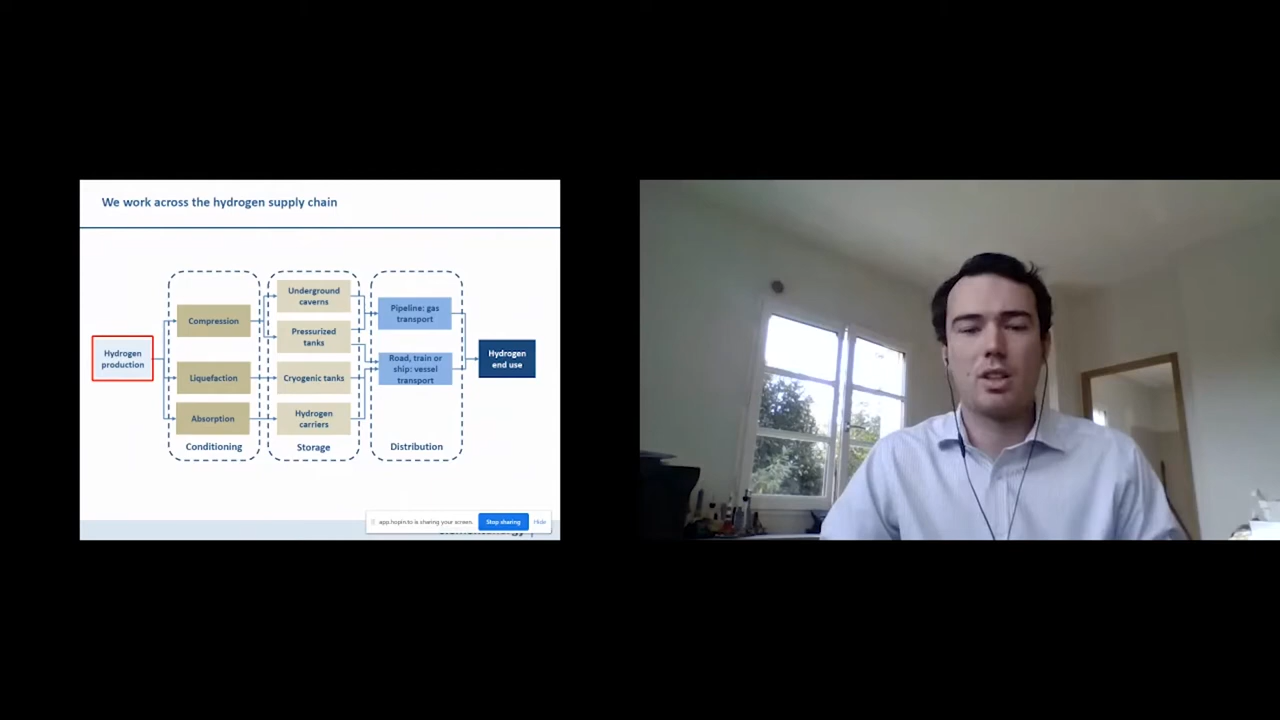 We work across the hydrogen supply chain
Hydrogen
production
Compression
Liquefaction
Absorption
Conditioning
Underground
caverns
Pressurized
tanks
Cryogenic tanks
Hydrogen
carriers
Storage
Pipeline: gas
transport
Road, train or
ship: vessel
transport
Distribution
Hydrogen
end use
app.hopin.to is sharing your screen.
Stop sharing
Hide